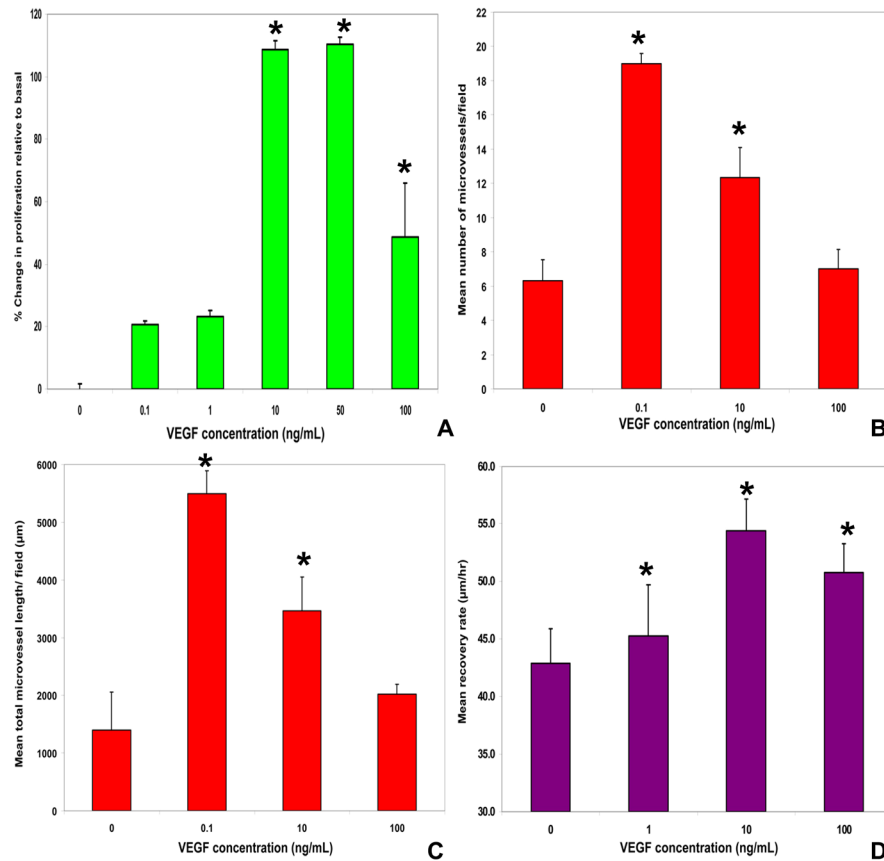 % Change in proliferation relative to basal
120
100
80
60
40
20
0
*
*
*
0 0.1 1 10 50 100
VEGF concentration (ng/mL)
A
Mean number of microvessels/field
22
20
18
16
14
12
10
8
6
4
2
0
*
*
0 0.1 10 100
VEGF concentration (ng/mL)
B
Mean total microvessel length/ field (µm)
6000
5000
4000
3000
2000
1000
0
*
*
0 0.1 10 100
VEGF concentration (ng/mL)
C
Mean recovery rate (µm/hr)
60.0
55.0
50.0
45.0
40.0
35.0
30.0
*
*
*
0 1 10 100
VEGF concentration (ng/mL)
D